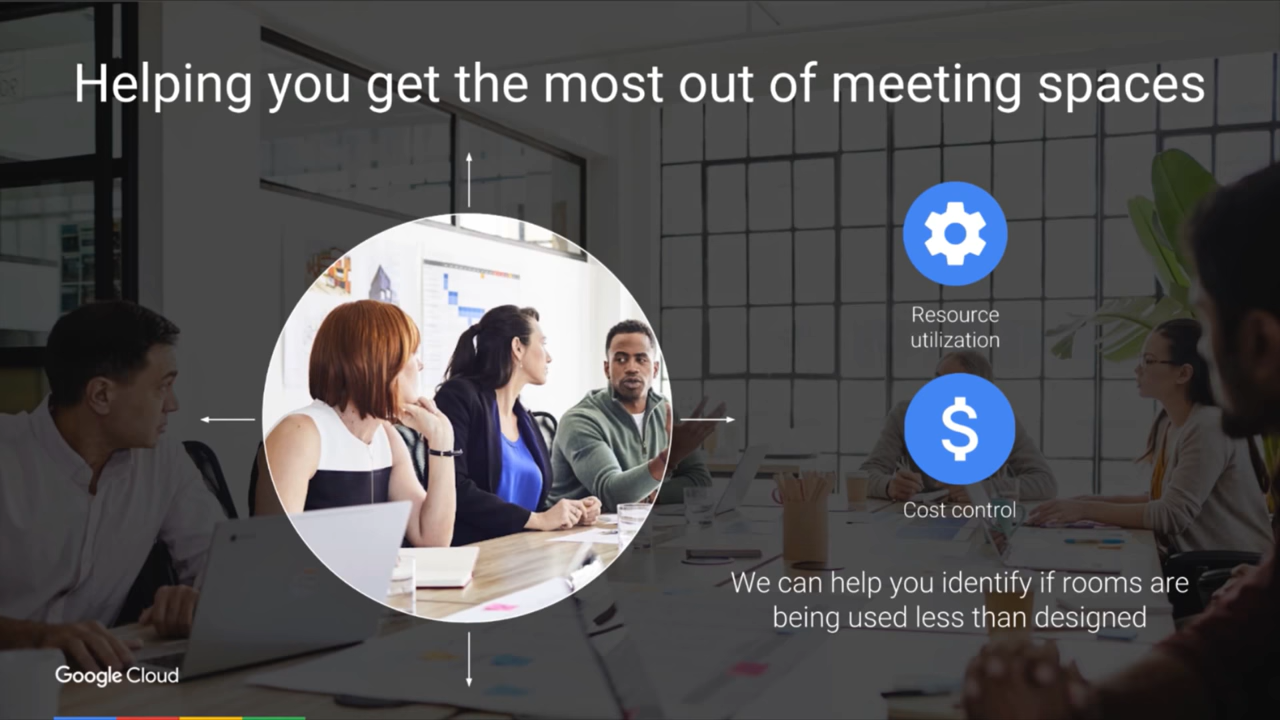 Helping you get the most out of meeting spaces
Resource
utilization
Cost control
We can help you identify if rooms are
being used less than designed
Google Cloud